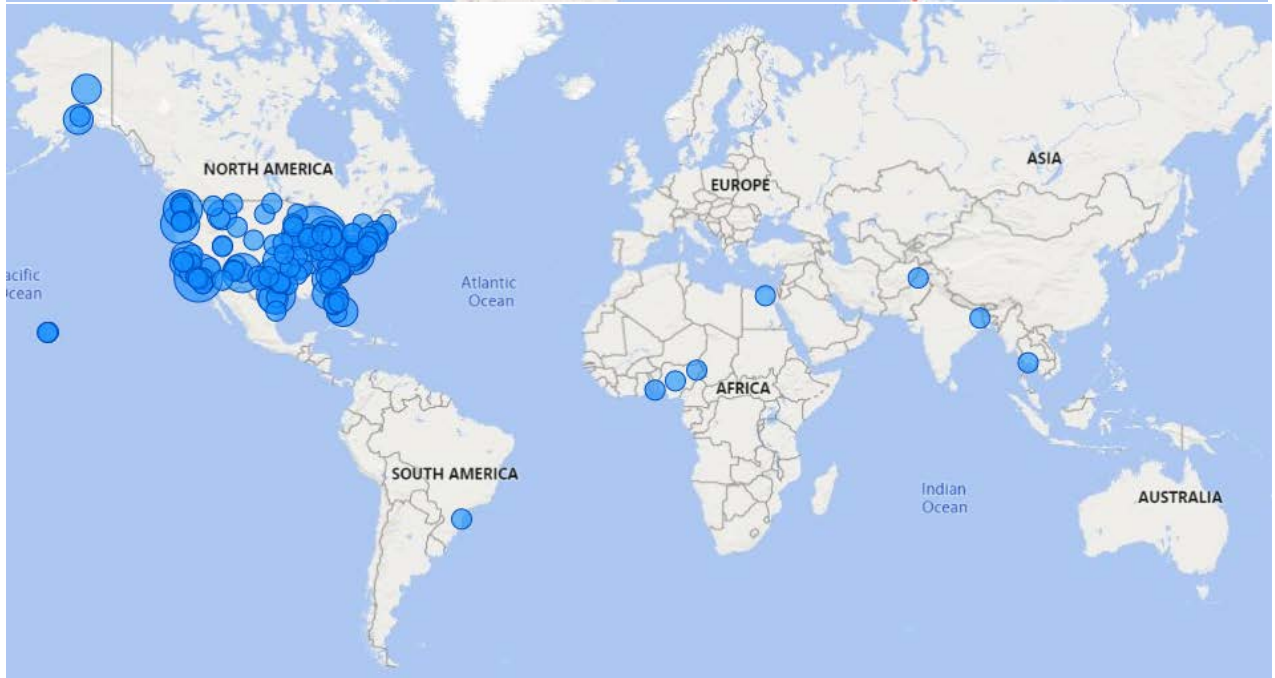 NORTH AMERICA
ASIA
EUROPE
acific
Ocean
Atlantic
Ocean
AFRICA
SOUTH AMERICA
Indian
Ocean
AUSTRALIA